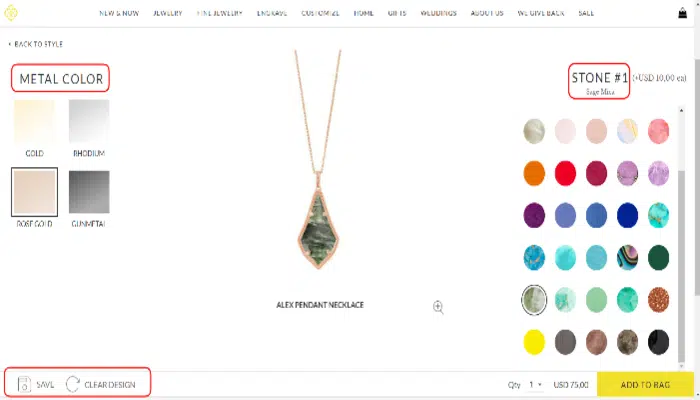 NEW & NOW JEWELRY FINE JEWELRY ENGRAVE CUSTOMIZE HOME GIFTS WEDDINGS ABOUT US WE GIVE BACK SALE
‹ BACK TO STYLE
METAL COLOR
STONE #1 (+USD 10.00 ea)
Sage Mica
GOLD RHODIUM
ROSE GOLD GUNMETAL
ALEX PENDANT NECKLACE
SAVE CLEAR DESIGN Qty 1 USD 75.00 ADD TO BAG